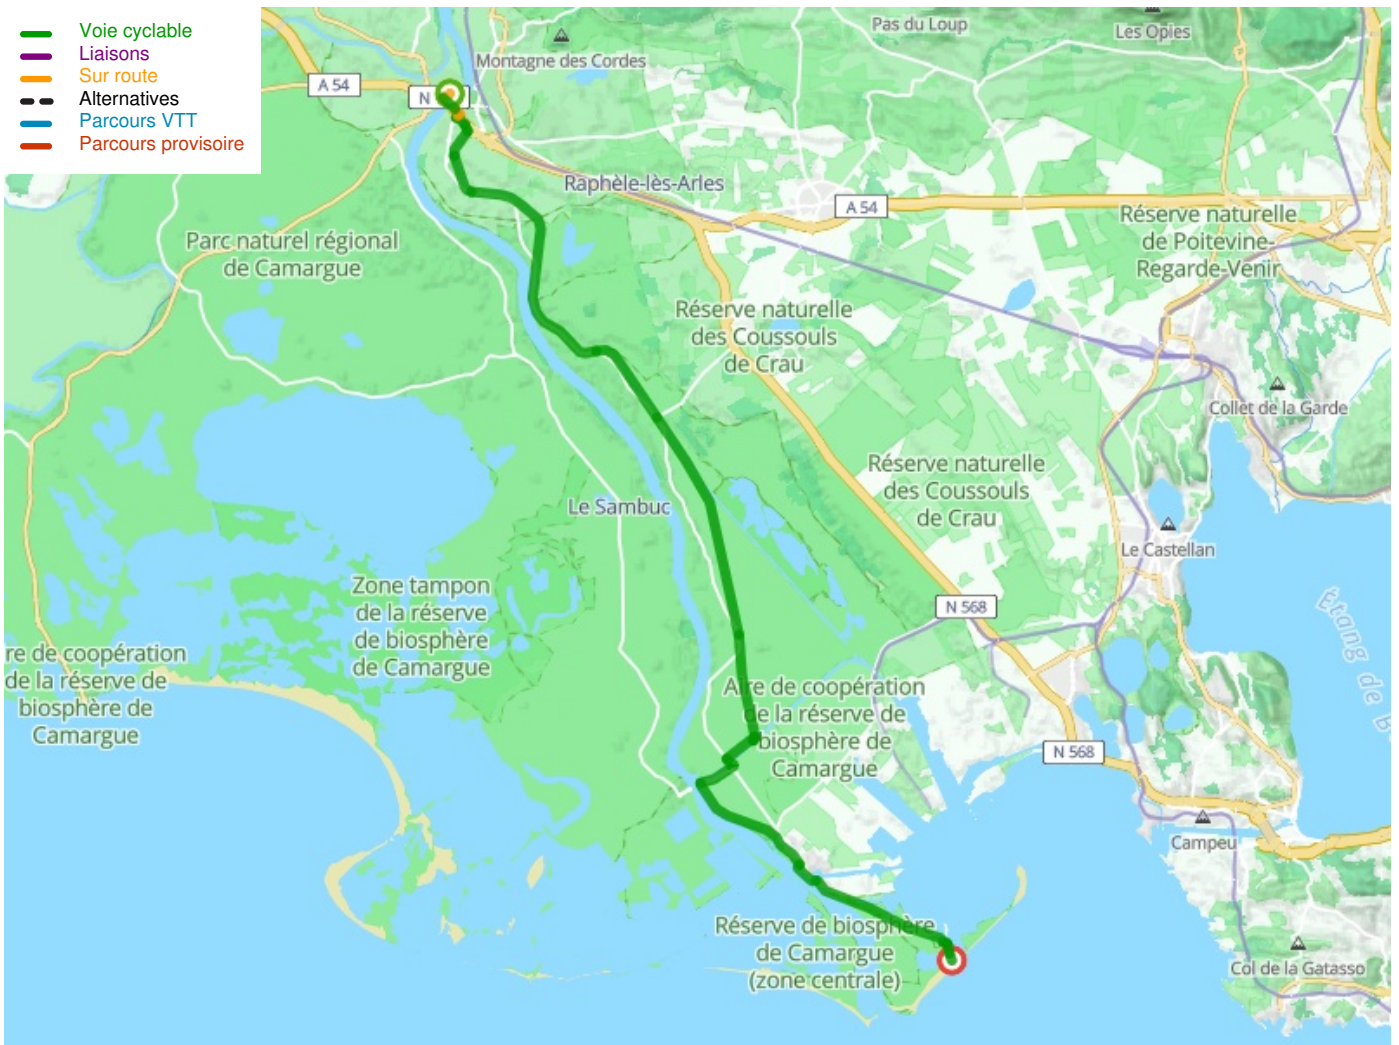 Voie cyclable
Liaisons
Sur route
Alternatives
Parcours VTT
Parcours provisoire
Pas du Loup
Les Opies
Montagne des Cordes
A 54
N
Raphèle-lès-Arles
A 54
Réserve naturelle
de Poitevine-
Regarde-Venir
Parc naturel régional
de Camargue
Réserve naturelle
des Coussouls
de Crau
Collet de la Garde
Réserve naturelle
des Coussouls
de Crau
Le Sambuc
Le Castellan
Zone tampon
de la réserve
de biosphère
de Camargue
N 568
Étang de B
re de coopération
de la réserve de
biosphère de
Camargue
Aire de coopération
de la réserve de
biosphère de
Camargue
N 568
Campeu
Réserve de biosphère
de Camargue
(zone centrale)
Col de la Gatasso